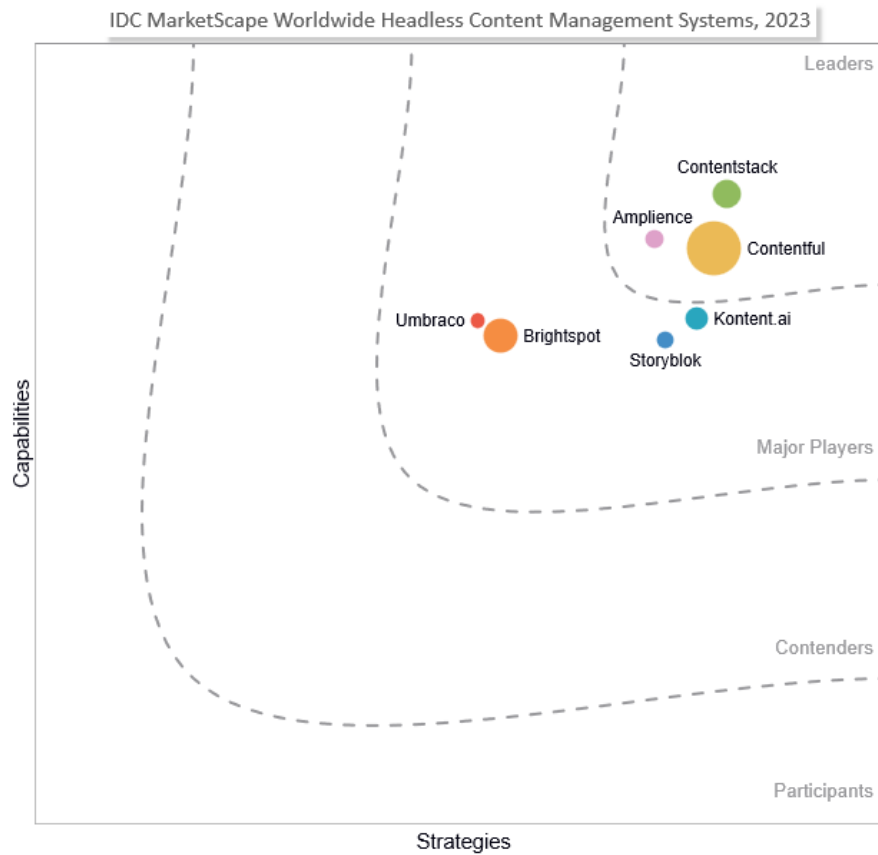 IDC MarketScape Worldwide Headless Content Management Systems, 2023
Leaders
Contentstack
Amplience
Contentful
Umbraco
Brightspot
Kontent.ai
Storyblok
Capabilities
Major Players
Contenders
Participants
Strategies